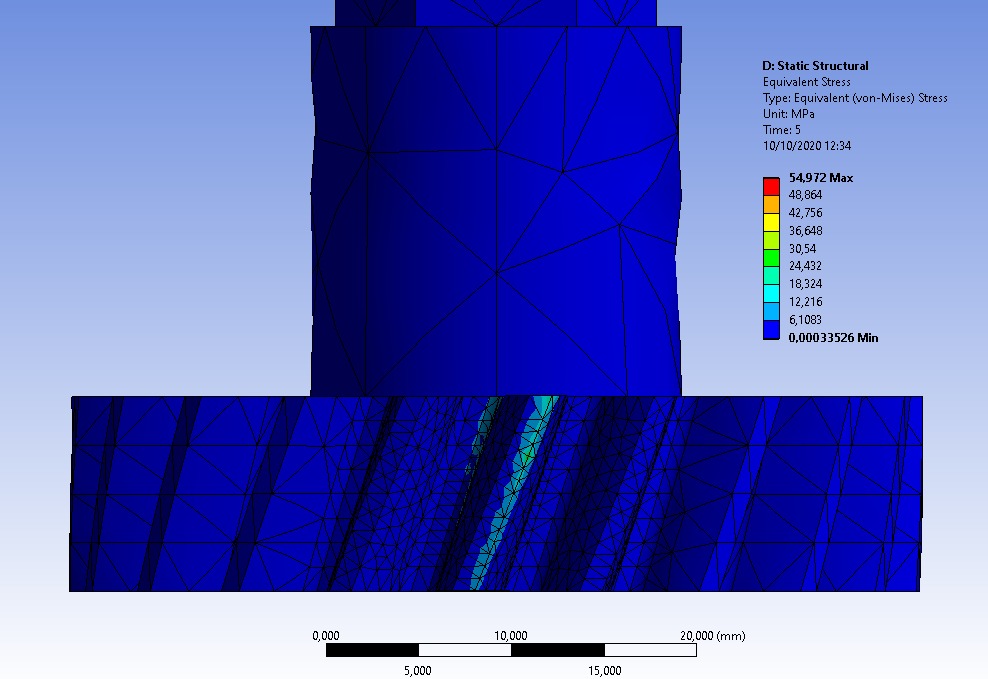 D: Static Structural
Equivalent Stress
Type: Equivalent (von-Mises) Stress
Unit: MPa
Time: 5
10/10/2020 12:34
54,972 Max
48,864
42,756
36,648
30,54
24,432
18,324
12,216
6,1083
0,00033526 Min
0,000 10,000 20,000 (mm)
5,000 15,000